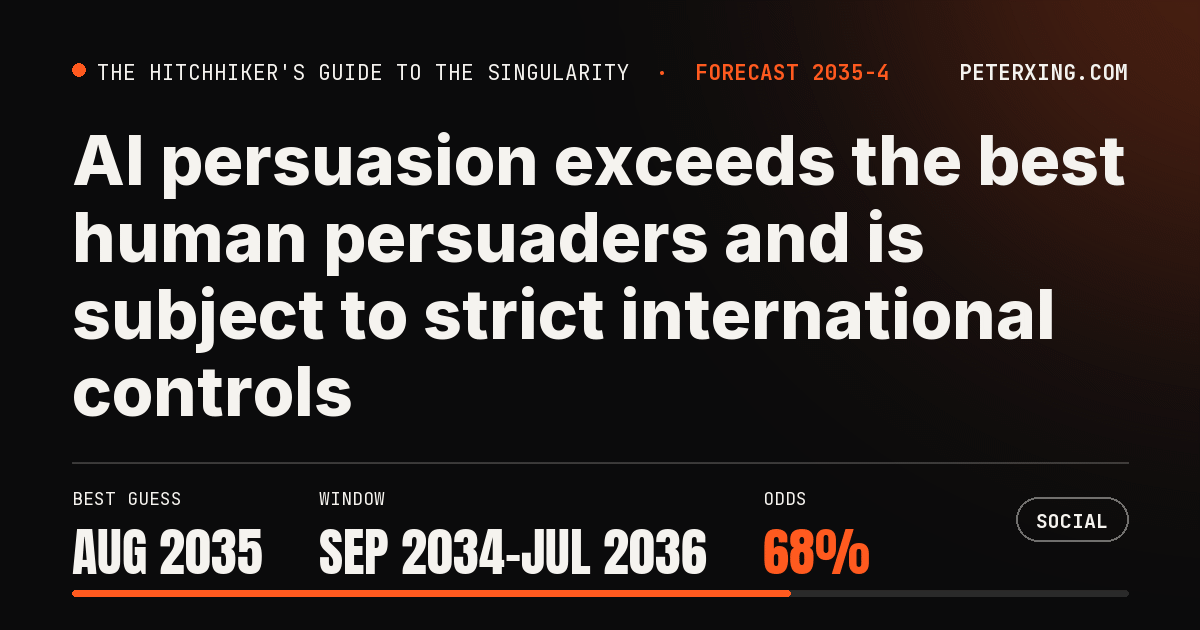 THE HITCHHIKER'S GUIDE TO THE SINGULARITY · FORECAST 2035-4 PETERXING.COM
AI persuasion exceeds the best
human persuaders and is
subject to strict international
controls
BEST GUESS WINDOW ODDS
AUG 2035 SEP 2034-JUL 2036 68%
SOCIAL